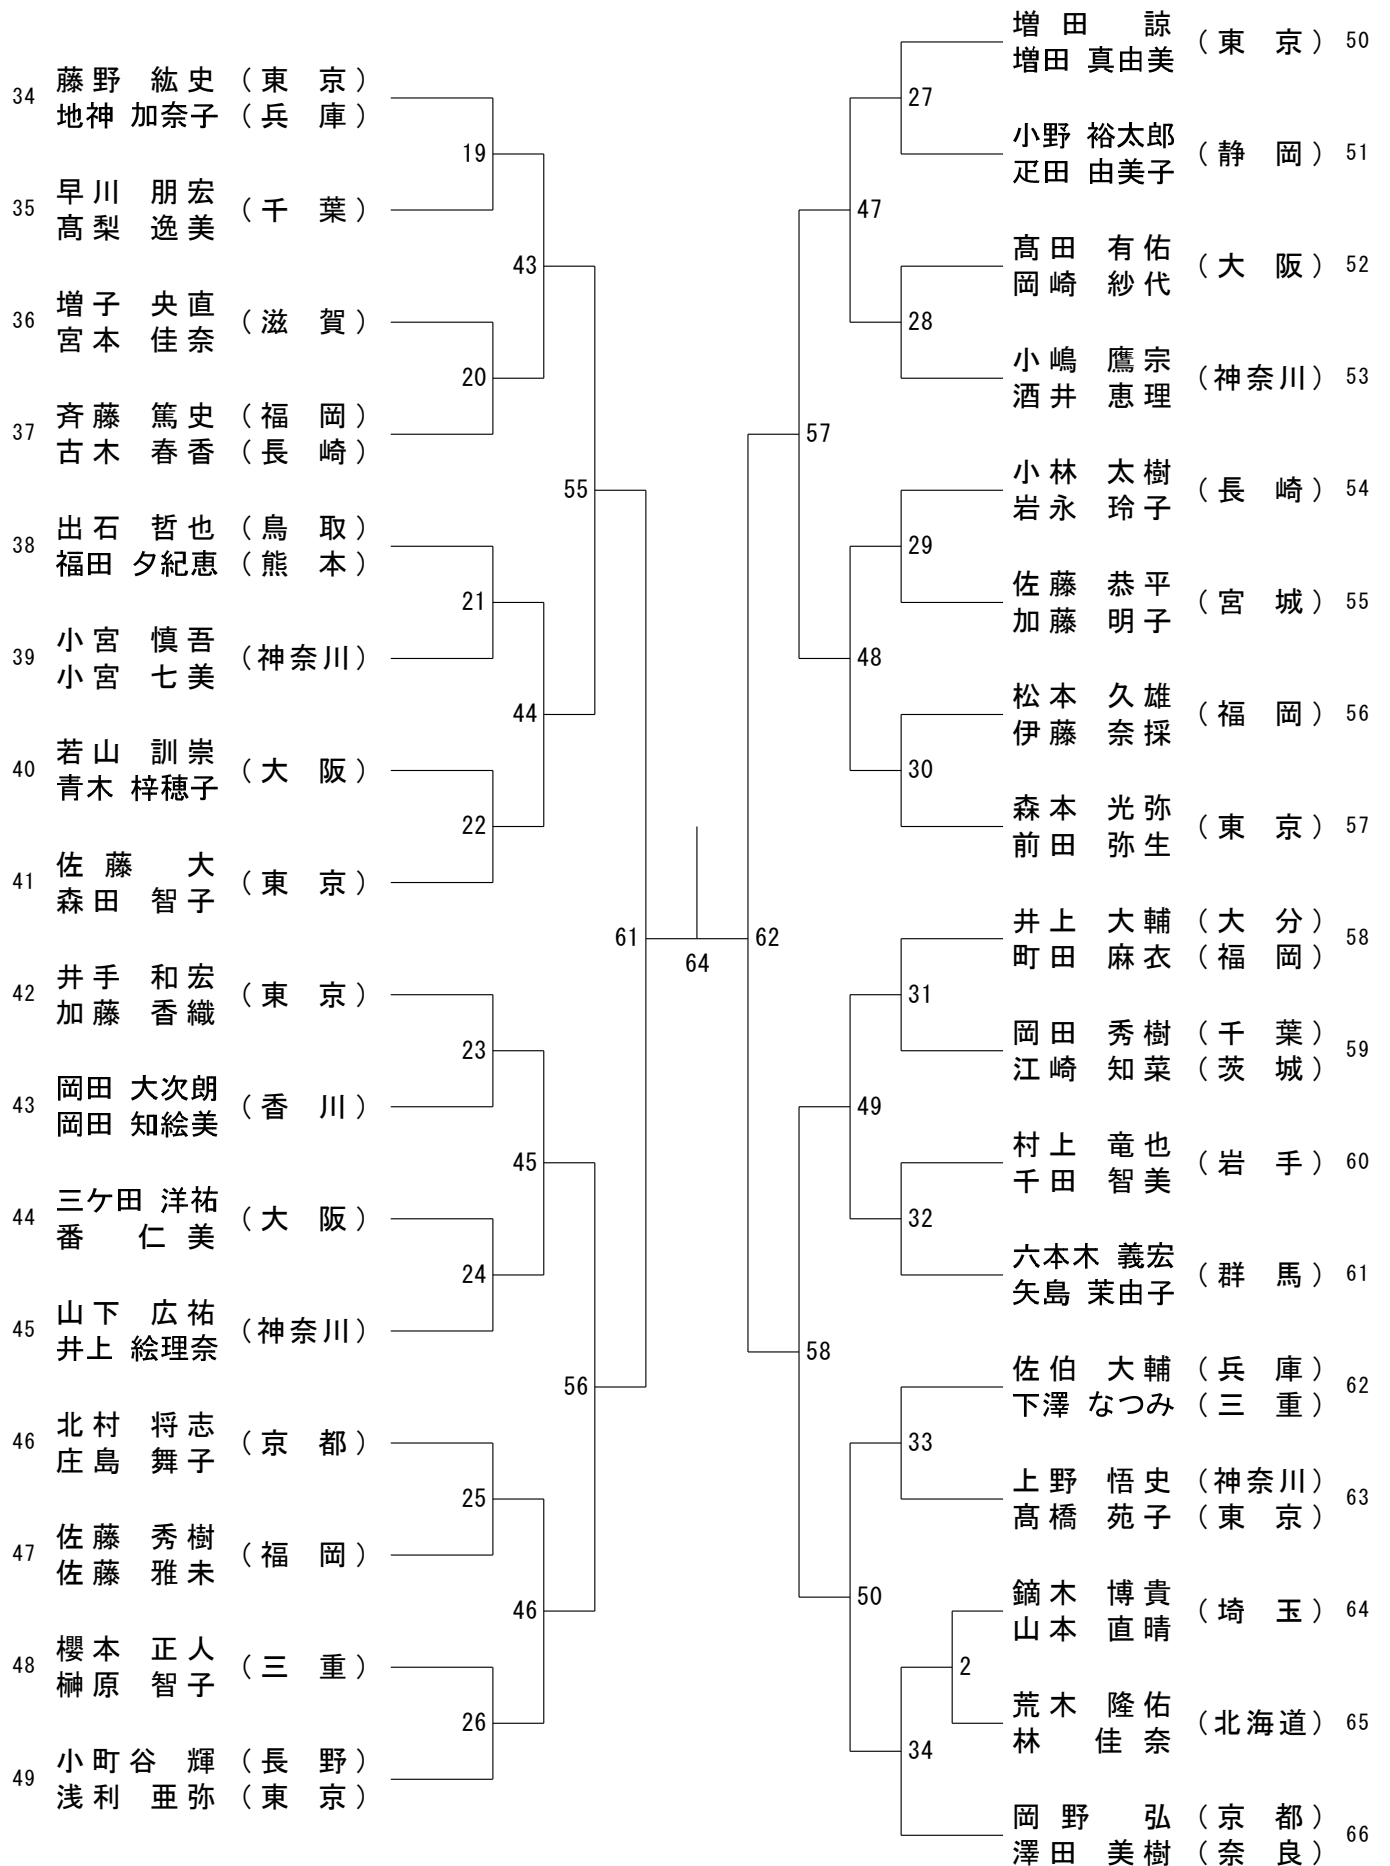 34 藤野 紘史 (東 京)
地神 加奈子 (兵 庫)
19
35 早川 朋宏 (千 葉)
髙梨 逸美
43
36 増子 央直 (滋 賀)
宮本 佳奈
20
37 斉藤 篤史 (福 岡)
古木 春香 (長 崎)
55
38 出石 哲也 (鳥 取)
福田 夕紀恵 (熊 本)
21
39 小宮 慎吾 (神奈川)
小宮 七美
44
40 若山 訓崇 (大 阪)
青木 梓穂子
22
41 佐藤 大 (東 京)
森田 智子
61
42 井手 和宏 (東 京)
加藤 香織
23
43 岡田 大次朗 (香 川)
岡田 知絵美
45
44 三ケ田 洋祐 (大 阪)
番 仁美
24
45 山下 広祐 (神奈川)
井上 絵理奈
56
46 北村 将志 (京 都)
庄島 舞子
25
47 佐藤 秀樹 (福 岡)
佐藤 雅未
46
48 櫻本 正人 (三 重)
榊原 智子
26
49 小町谷 輝 (長 野)
浅利 亜弥 (東 京)
64
増田 諒 (東 京) 50
増田 真由美
27
小野 裕太郎 (静 岡) 51
疋田 由美子
47
髙田 有佑 (大 阪) 52
岡崎 紗代
28
小嶋 鷹宗 (神奈川) 53
酒井 恵理
57
小林 太樹 (長 崎) 54
岩永 玲子
29
佐藤 恭平 (宮 城) 55
加藤 明子
48
松本 久雄 (福 岡) 56
伊藤 奈採
30
森本 光弥 (東 京) 57
前田 弥生
62
井上 大輔 (大 分) 58
町田 麻衣 (福 岡)
31
岡田 秀樹 (千 葉) 59
江崎 知菜 (茨 城)
49
村上 竜也 (岩 手) 60
千田 智美
32
六本木 義宏 (群 馬) 61
矢島 茉由子
58
佐伯 大輔 (兵 庫) 62
下澤 なつみ (三 重)
33
上野 悟史 (神奈川) 63
髙橋 苑子 (東 京)
50
鏑木 博貴 (埼 玉) 64
山本 直晴
2
荒木 隆佑 (北海道) 65
林 佳奈
34
岡野 弘 (京 都) 66
澤田 美樹 (奈 良)